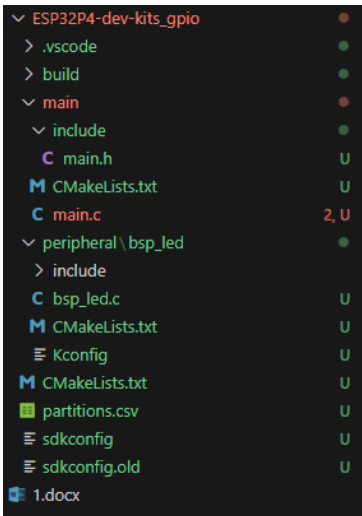 ESP32P4-dev-kits_gpio
.vscode
build
main
include
C main.h U
M CMakeLists.txt U
C main.c 2, U
peripheral\bsp_led
include
C bsp_led.c U
M CMakeLists.txt U
Kconfig U
M CMakeLists.txt U
partitions.csv U
sdkconfig U
sdkconfig.old U
1.docx